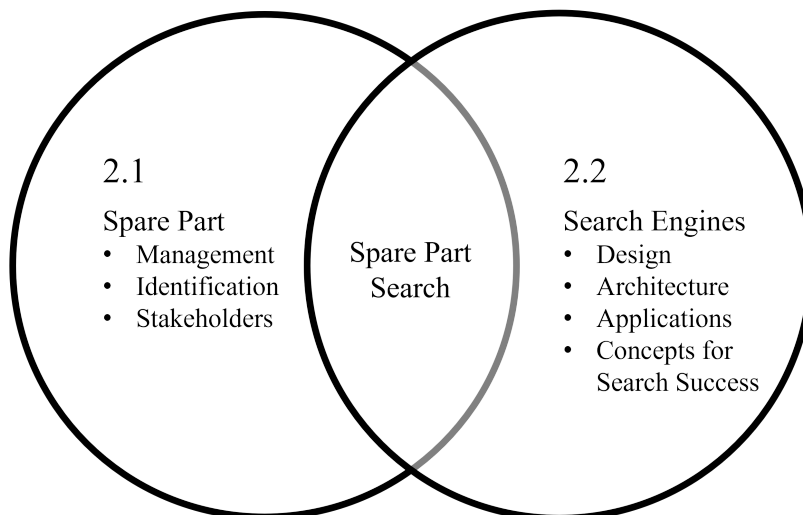 2.1
Spare Part
• Management
• Identification
• Stakeholders
Spare Part
Search
2.2
Search Engines
• Design
• Architecture
• Applications
• Concepts for
Search Success